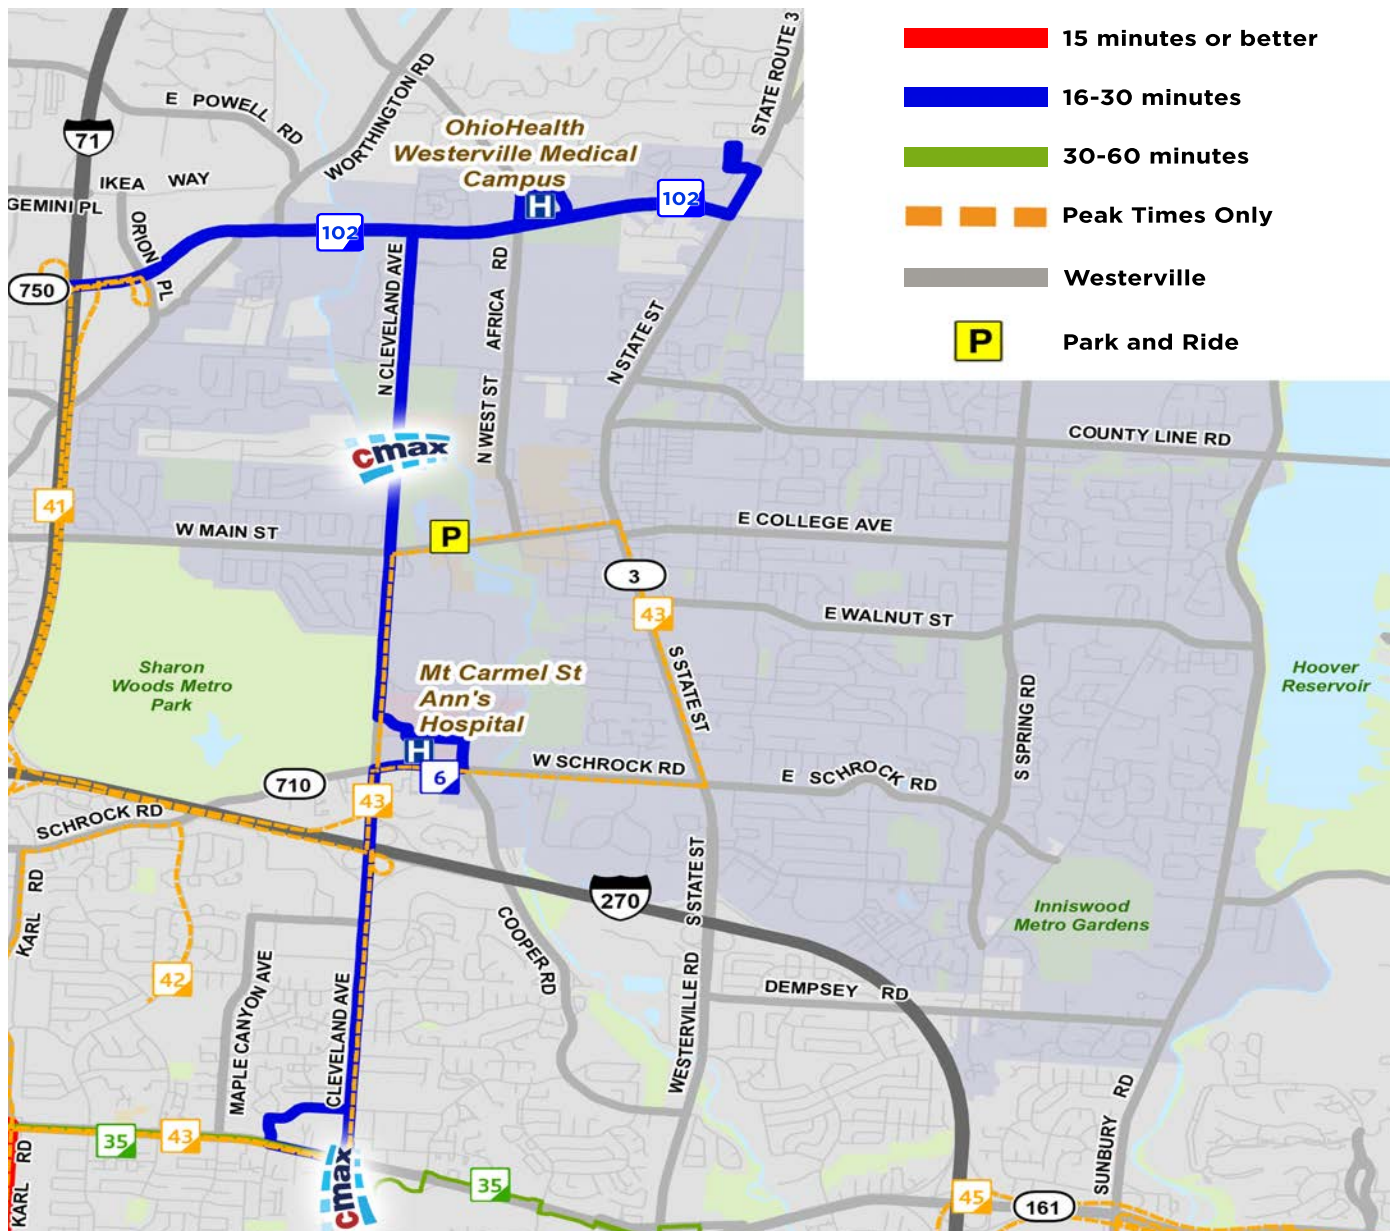 15 minutes or better
16-30 minutes
30-60 minutes
Peak Times Only
Westerville
P
Park and Ride
STATE ROUTE 3
E POWELL RD
WORTHINGTON RD
71
OhioHealth
Westerville Medical
Campus
H
IKEA WAY
GEMINI PL
ORION PL
102
102
750
N CLEVELAND AVE
AFRICA RD
N WEST ST
N STATE ST
COUNTY LINE RD
cmax
41
W MAIN ST
P
E COLLEGE AVE
3
43
E WALNUT ST
Sharon
Woods Metro
Park
Mt Carmel St
Ann's
Hospital
H
6
S STATE ST
S SPRING RD
Hoover
Reservoir
710
43
W SCHROCK RD
E SCHROCK RD
SCHROCK RD
KARL RD
270
S STATE ST
Inniswood
Metro Gardens
COOPER RD
42
MAPLE CANYON AVE
CLEVELAND AVE
WESTERVILLE RD
DEMPSEY RD
SUNBURY RD
35
43
KARL RD
cmax
35
45
161